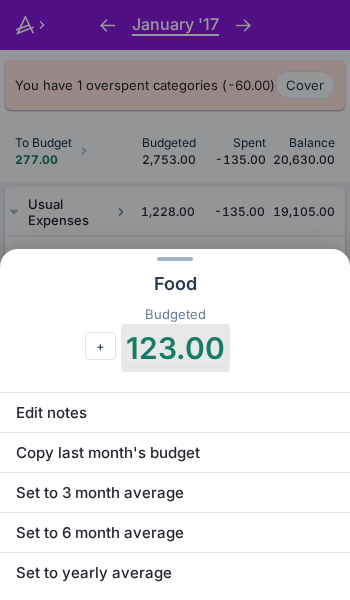 January '17
You have 1 overspent categories (-60.00) Cover
To Budget Budgeted Spent Balance
277.00 2,753.00 -135.00 20,630.00
Usual Expenses 1,228.00 -135.00 19,105.00
Food
Budgeted
+ 123.00
Edit notes
Copy last month's budget
Set to 3 month average
Set to 6 month average
Set to yearly average